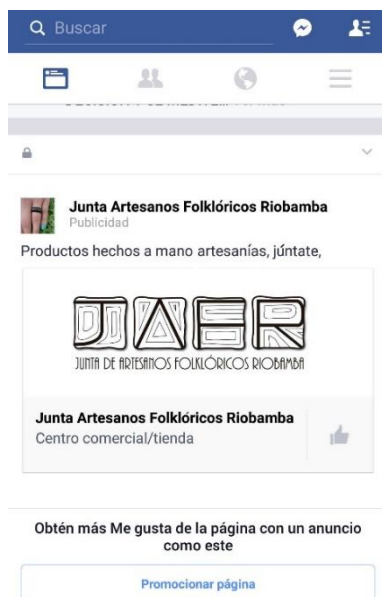 Buscar
Junta Artesanos Folklóricos Riobamba
Publicidad
Productos hechos a mano artesanías, júntate,
JAFR
JUNTA DE ARTESANOS FOLKLÓRICOS RIOBAMBA
Junta Artesanos Folklóricos Riobamba
Centro comercial/tienda
Obtén más Me gusta de la página con un anuncio
como este
Promocionar página